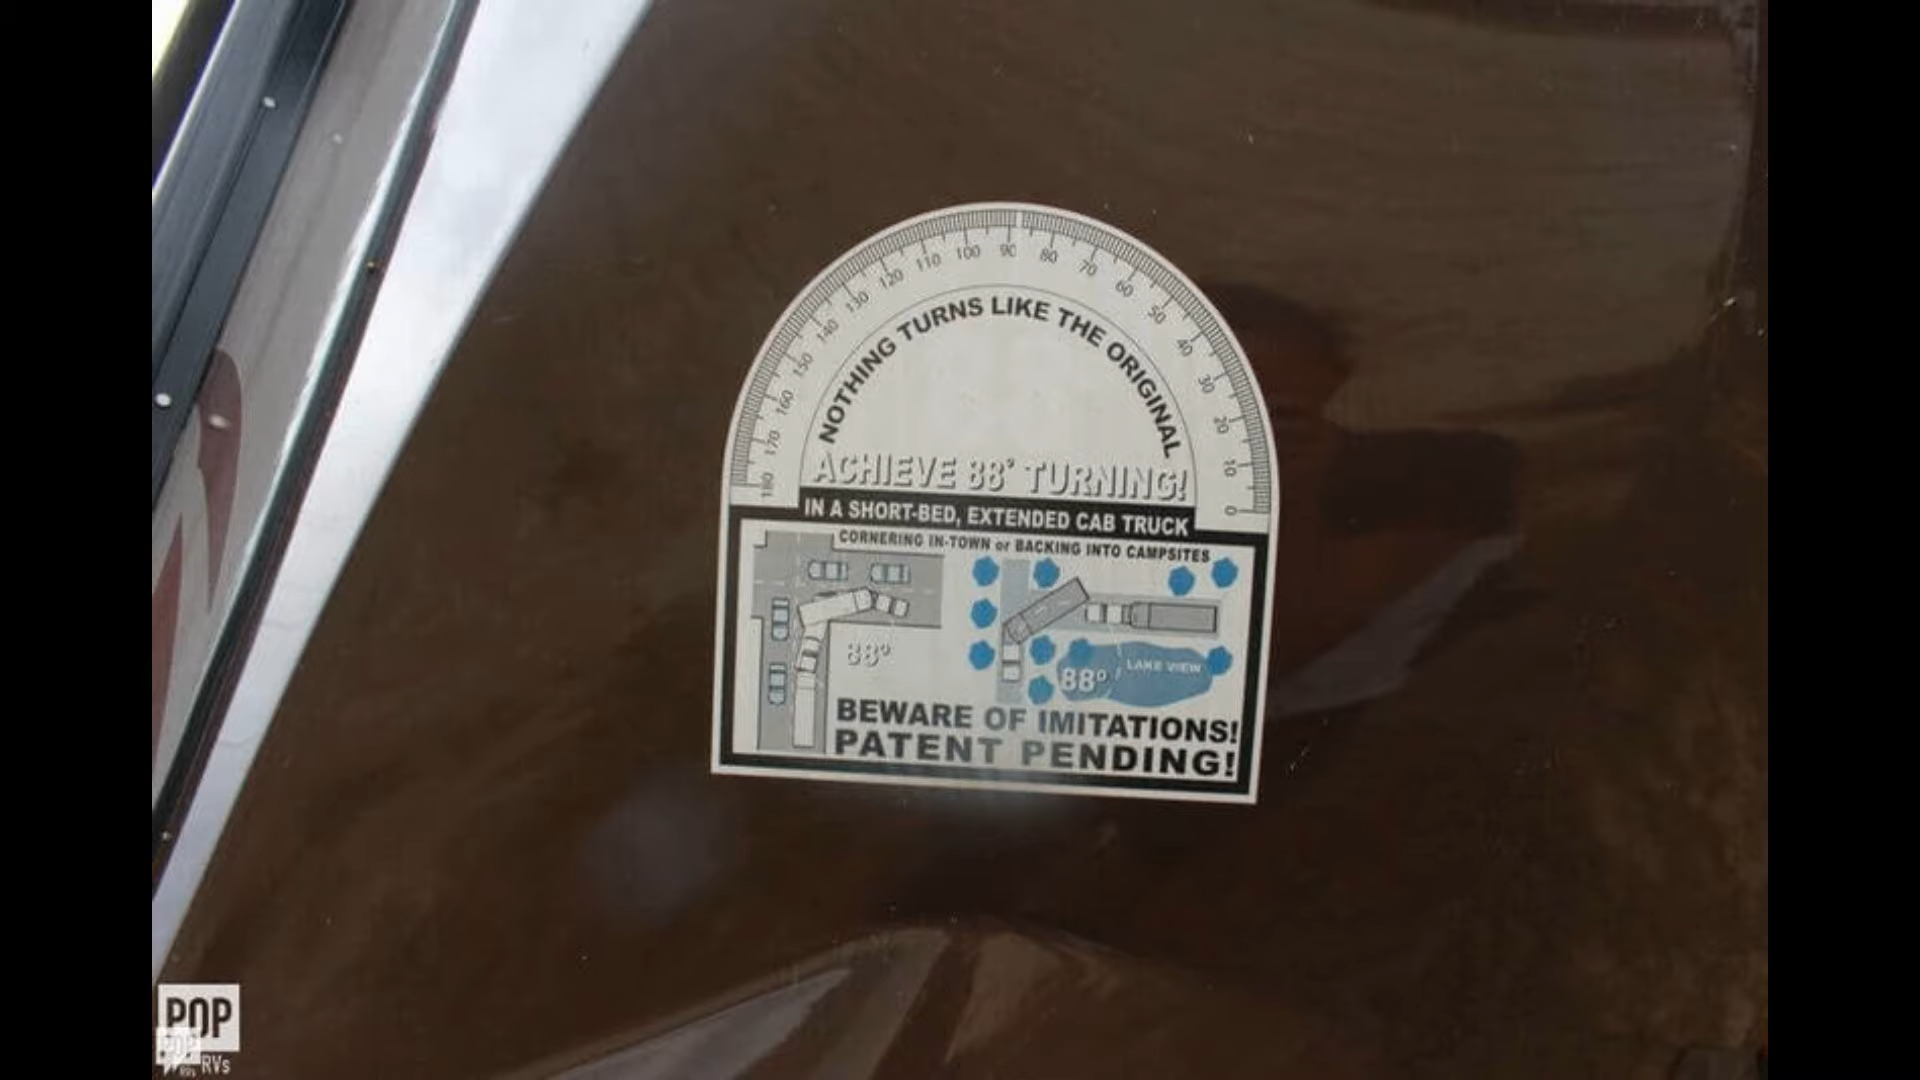 180 170 160 150 140 130 120 110 100 90 80 70 60 50 40 30 20 10 0
NOTHING TURNS LIKE THE ORIGINAL
ACHIEVE 88° TURNING!
IN A SHORT-BED, EXTENDED CAB TRUCK
CORNERING IN-TOWN or BACKING INTO CAMPSITES
88°
88°
LAKE VIEW
BEWARE OF IMITATIONS!
PATENT PENDING!
POP
RVs
POP
RVs